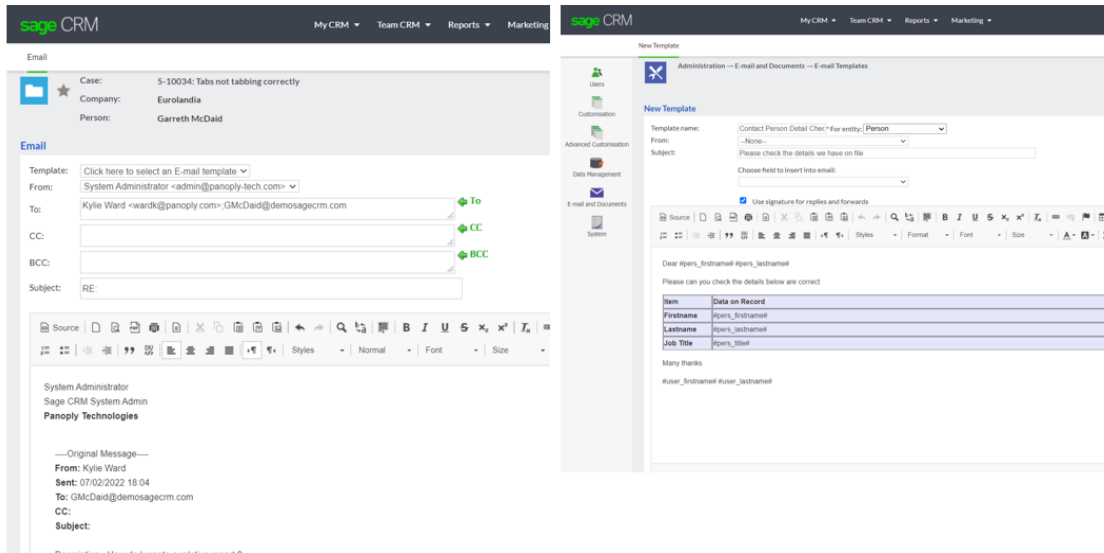 sage CRM
My CRM Team CRM Reports Marketing
Email
Case: 5-10034: Tabs not tabbing correctly
Company: Eurolandia
Person: Garreth McDaid
Email
Template: Click here to select an E-mail template
From: System Administrator <admin@panoply-tech.com>
To: Kylie Ward <wardk@panoply.com>;GMcDaid@demosagecrm.com To
CC: CC
BCC: BCC
Subject: RE:
Source
Styles Normal Font Size
System Administrator
Sage CRM System Admin
Panoply Technologies
----Original Message----
From: Kylie Ward
Sent: 07/02/2022 18:04
To: GMcDaid@demosagecrm.com
CC:
Subject:
sage CRM
My CRM Team CRM Reports Marketing
New Template
Users
Customisation
Advanced Customisation
Data Management
E-mail and Documents
System
Administration → E-mail and Documents → E-mail Templates
New Template
Template name: Contact Person Detail Chec * For entity: Person
From: --None--
Subject: Please check the details we have on file
Choose field to insert into email:
Use signature for replies and forwards
Source
Styles Format Font Size
Dear #pers_firstname# #pers_lastname#
Please can you check the details below are correct
Item Data on Record
Firstname #pers_firstname#
Lastname #pers_lastname#
Job Title #pers_title#
Many thanks
#user_firstname# #user_lastname#